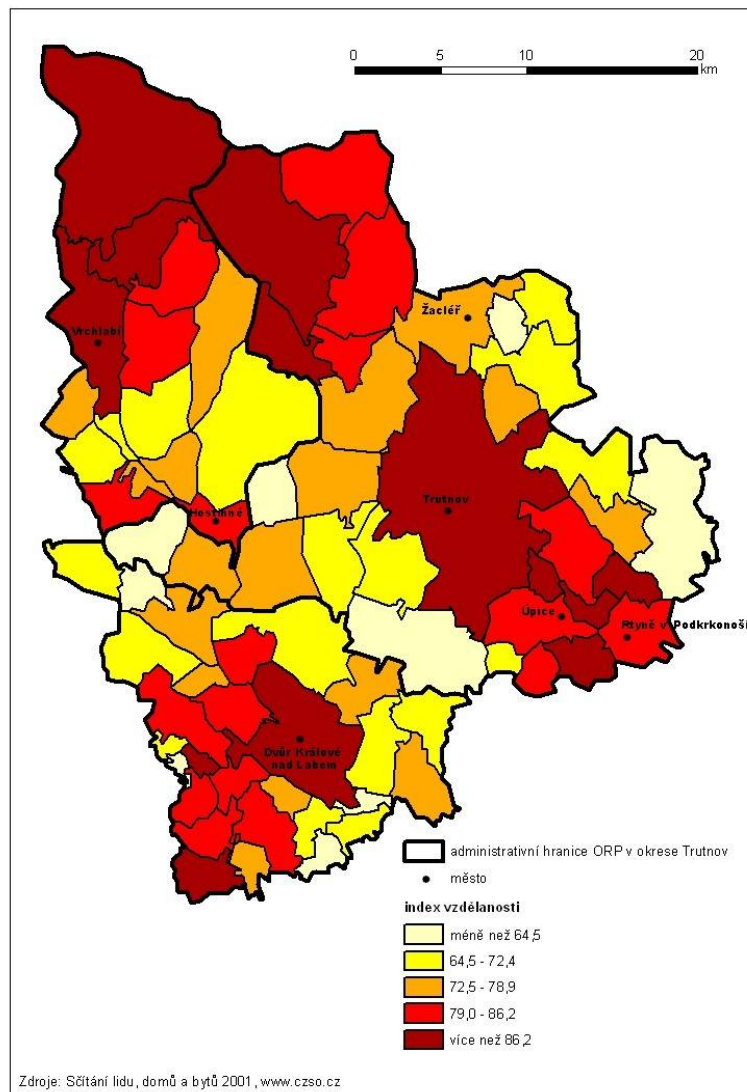 0 10 20
km
Žacléř
Vrchlabí
Trutnov
Hostinné
Úpice
Rtyně v Podkrkonoší
Dvůr Králové
nad Labem
administrativní hranice ORP v okrese Trutnov
město
index vzdělanosti
méně než 64,5
64,5 - 72,4
72,5 - 78,9
79,0 - 86,2
více než 86,2
Zdroje: Sčítání lidu, domů a bytů 2001, www.czso.cz